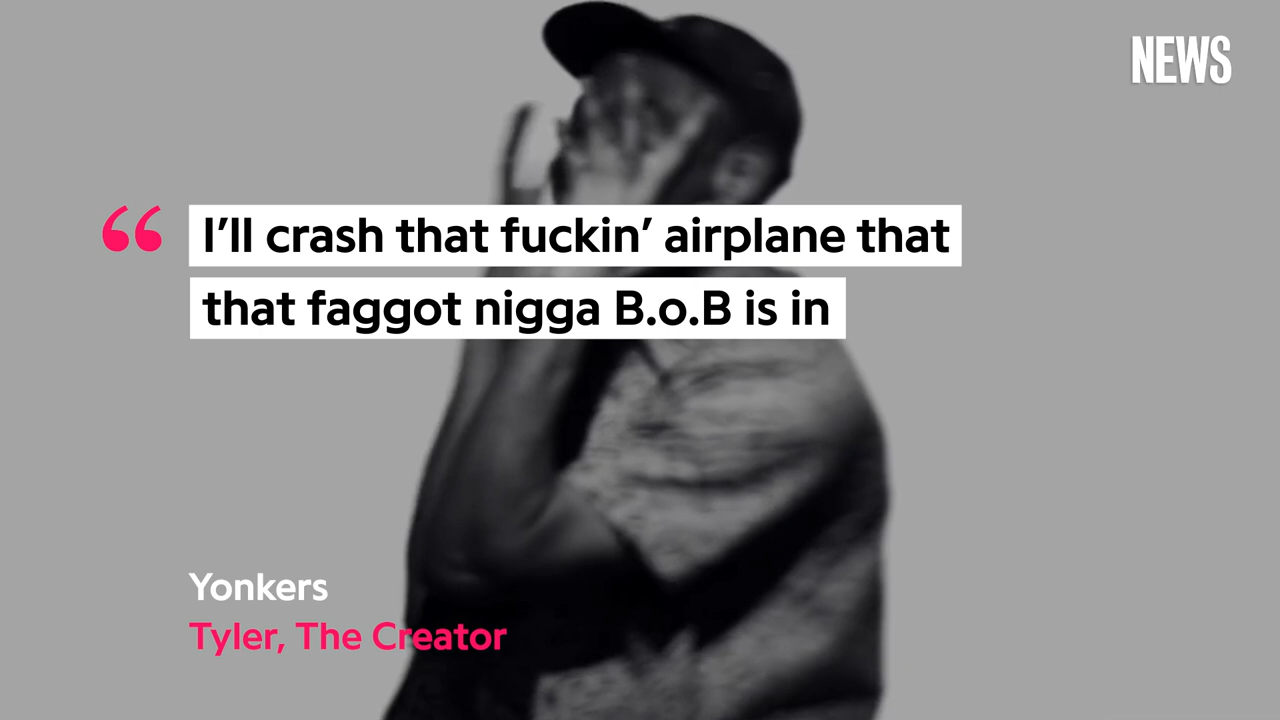 NEWS
“ I’ll crash that fuckin’ airplane that
that faggot nigga B.o.B is in
Yonkers
Tyler, The Creator